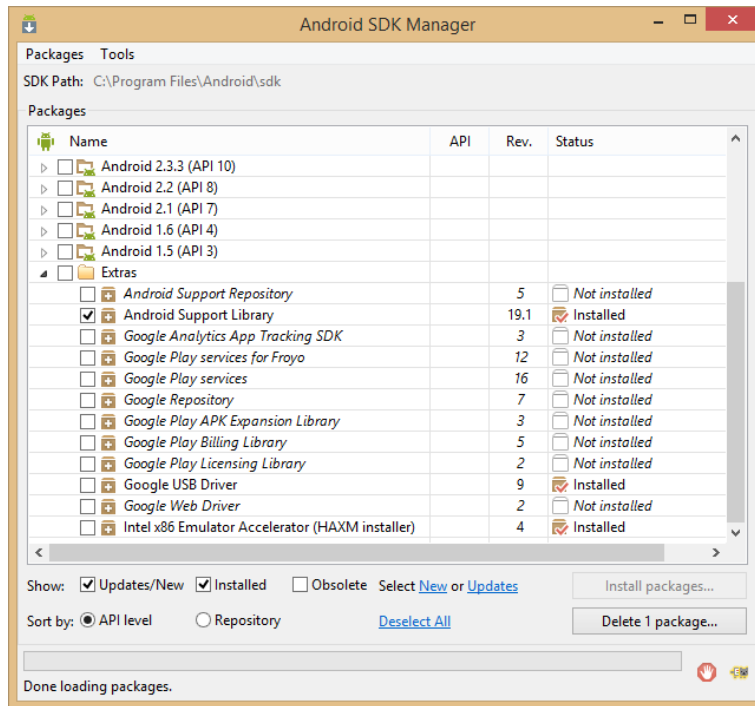 Android SDK Manager
Packages Tools
SDK Path: C:\Program Files\Android\sdk
Packages
Name API Rev. Status
Android 2.3.3 (API 10)
Android 2.2 (API 8)
Android 2.1 (API 7)
Android 1.6 (API 4)
Android 1.5 (API 3)
Extras
Android Support Repository 5 Not installed
Android Support Library 19.1 Installed
Google Analytics App Tracking SDK 3 Not installed
Google Play services for Froyo 12 Not installed
Google Play services 16 Not installed
Google Repository 7 Not installed
Google Play APK Expansion Library 3 Not installed
Google Play Billing Library 5 Not installed
Google Play Licensing Library 2 Not installed
Google USB Driver 9 Installed
Google Web Driver 2 Not installed
Intel x86 Emulator Accelerator (HAXM installer) 4 Installed
Show: Updates/New Installed Obsolete Select New or Updates Install packages...
Sort by: API level Repository Deselect All Delete 1 package...
Done loading packages.